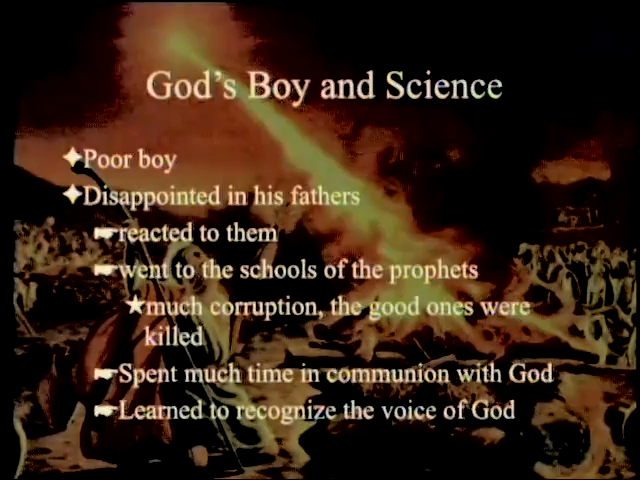 God's Boy and Science
Poor boy
Disappointed in his fathers
reacted to them
went to the schools of the prophets
much corruption, the good ones were
killed
Spent much time in communion with God
Learned to recognize the voice of God